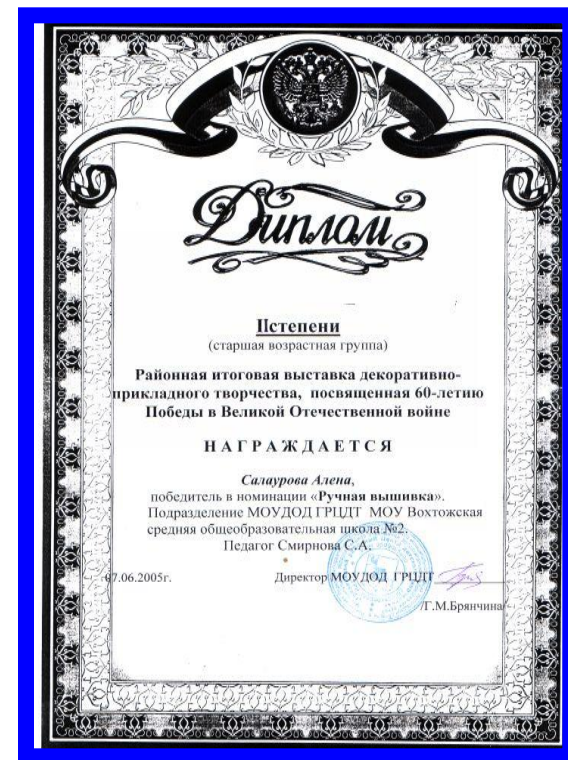 Диплом
IIстепени
(старшая возрастная группа)
Районная итоговая выставка декоративно-
прикладного творчества, посвященная 60-летию
Победы в Великой Отечественной войне
НАГРАЖДАЕТСЯ
Салаурова Алена,
победитель в номинации «Ручная вышивка».
Подразделение МОУДОД ГРЦДТ МОУ Вохтожская
средняя общеобразовательная школа №2.
Педагог Смирнова С.А.
07.06.2005г. Директор МОУДОД ГРЦДТ
/Г.М.Брянчина/